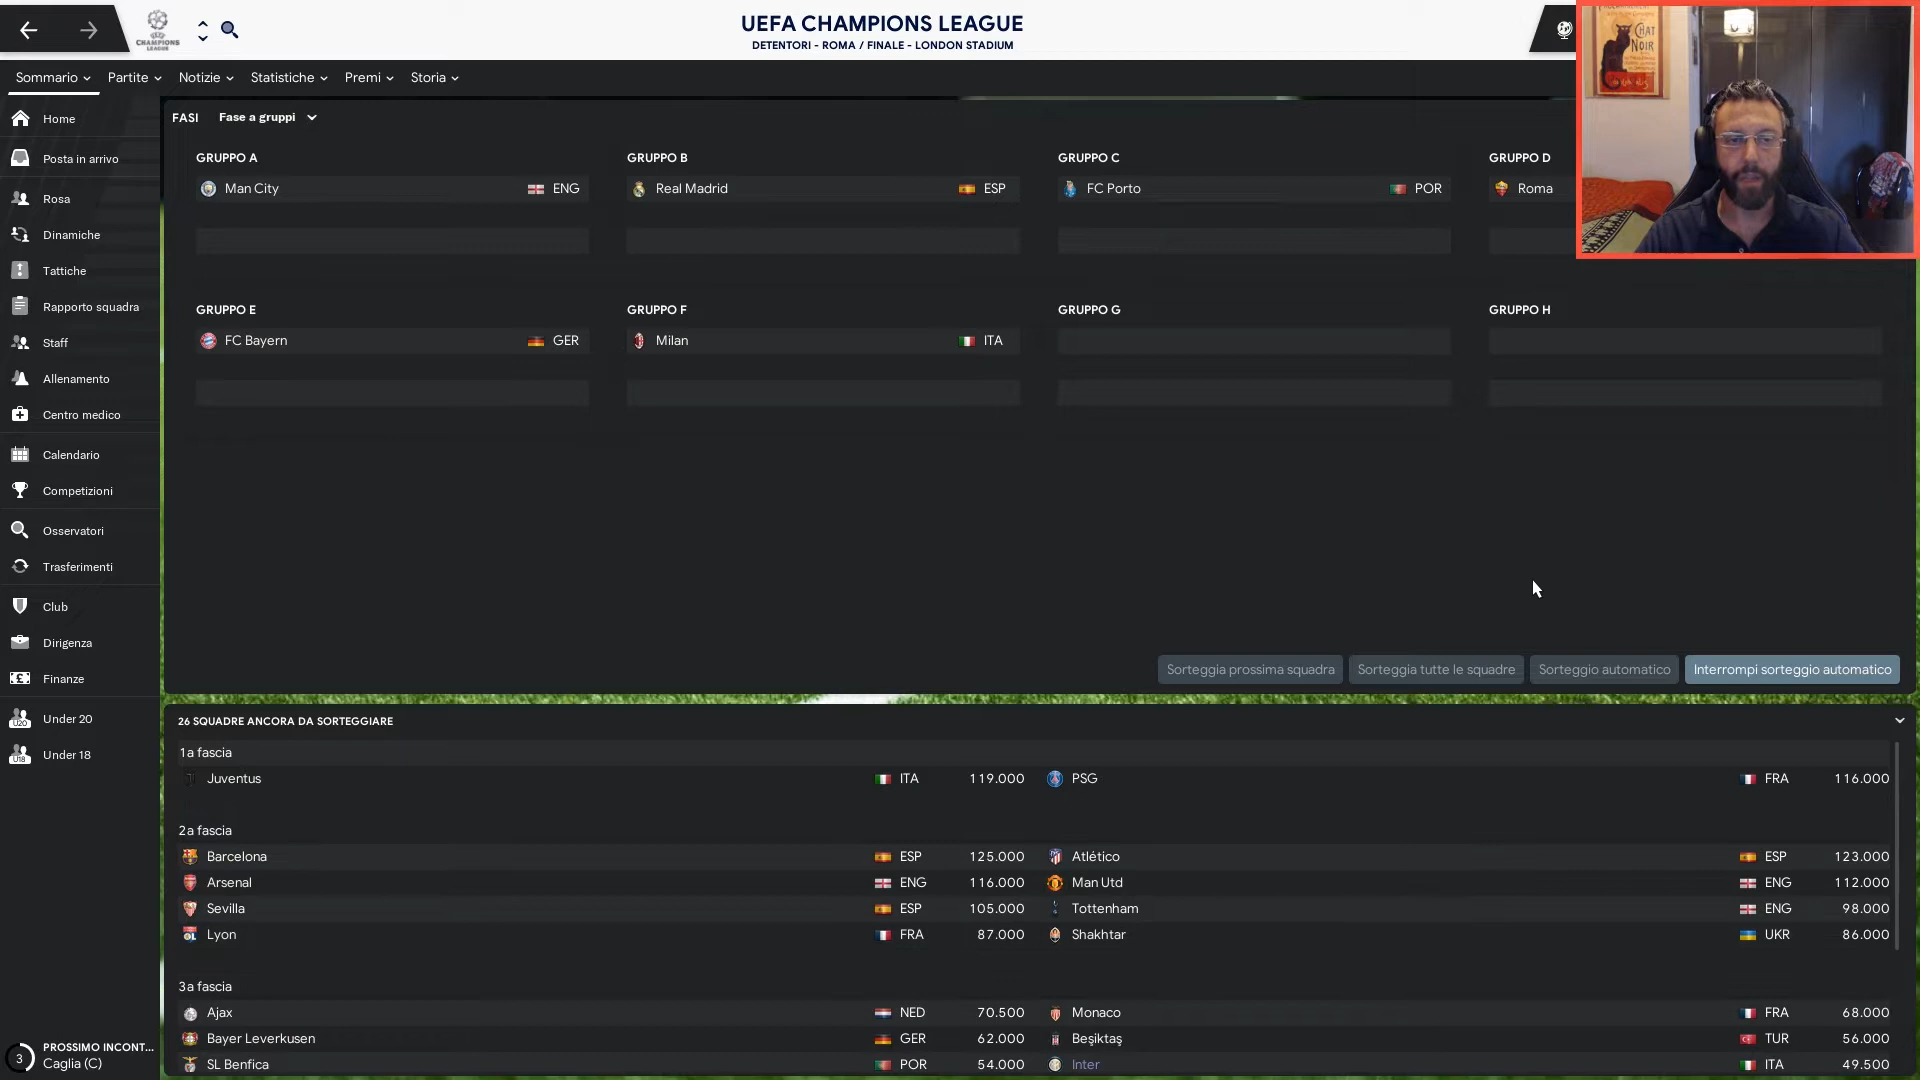 CHAMPIONS
LEAGUE
UEFA CHAMPIONS LEAGUE
DETENTORI - ROMA / FINALE - LONDON STADIUM
CHAT
NOIR
Sommario Partite Notizie Statistiche Premi Storia
Home
Posta in arrivo
Rosa
Dinamiche
Tattiche
Rapporto squadra
Staff
Allenamento
Centro medico
Calendario
Competizioni
Osservatori
Trasferimenti
Club
Dirigenza
Finanze
U20 Under 20
U18 Under 18
3 PROSSIMO INCONT...
Caglia (C)
FASI Fase a gruppi
GRUPPO A GRUPPO B GRUPPO C GRUPPO D
Man City ENG Real Madrid ESP FC Porto POR Roma
GRUPPO E GRUPPO F GRUPPO G GRUPPO H
FC Bayern GER Milan ITA
Sorteggia prossima squadra Sorteggia tutte le squadre Sorteggio automatico Interrompi sorteggio automatico
26 SQUADRE ANCORA DA SORTEGGIARE
1a fascia
Juventus ITA 119.000 PSG FRA 116.000
2a fascia
Barcelona ESP 125.000 Atlético ESP 123.000
Arsenal ENG 116.000 Man Utd ENG 112.000
Sevilla ESP 105.000 Tottenham ENG 98.000
Lyon FRA 87.000 Shakhtar UKR 86.000
3a fascia
Ajax NED 70.500 Monaco FRA 68.000
Bayer Leverkusen GER 62.000 Beşiktaş TUR 56.000
SL Benfica POR 54.000 Inter ITA 49.500